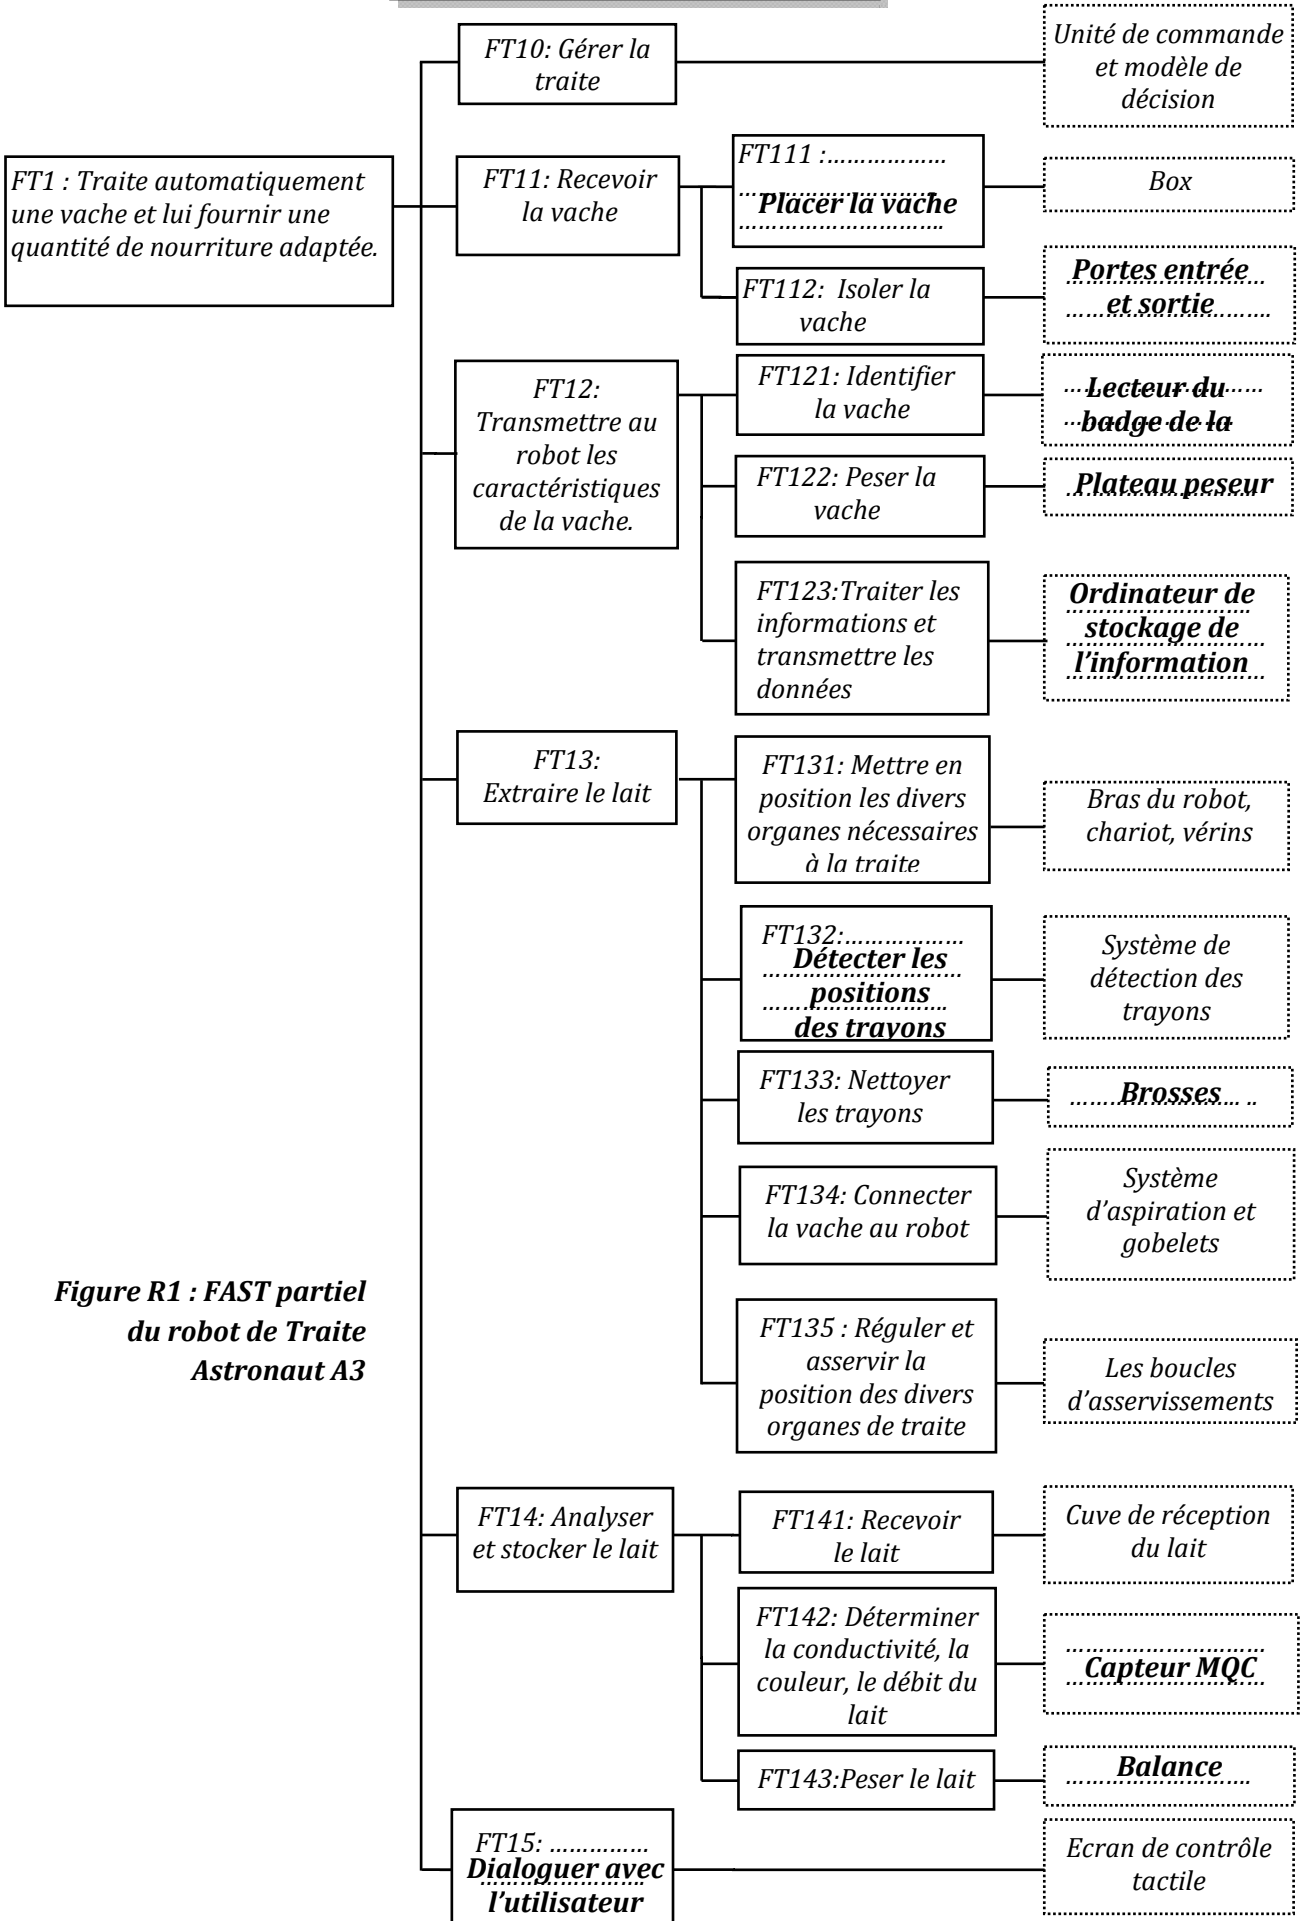 FT10: Gérer la
traite
Unité de commande
et modèle de
décision
FT1 : Traite automatiquement
une vache et lui fournir une
quantité de nourriture adaptée.
FT11: Recevoir
la vache
FT111 :………………
Placer la vache
Box
FT112:  Isoler la
vache
Portes entrée
et sortie
FT12:
Transmettre au
robot les
caractéristiques
de la vache.
FT121: Identifier
la vache
Lecteur du
badge de la
FT122: Peser la
vache
Plateau peseur
FT123:Traiter les
informations et
transmettre les
données
Ordinateur de
stockage de
l’information
FT13:
Extraire le lait
FT131: Mettre en
position les divers
organes nécessaires
à la traite
Bras du robot,
chariot, vérins
FT132:………………
Détecter les
positions
des trayons
Système de
détection des
trayons
FT133: Nettoyer
les trayons
Brosses
FT134: Connecter
la vache au robot
Système
d’aspiration et
gobelets
FT135 : Réguler et
asservir la
position des divers
organes de traite
Les boucles
d’asservissements
Figure R1 : FAST partiel
du robot de Traite
Astronaut A3
FT14: Analyser
et stocker le lait
FT141: Recevoir
le lait
Cuve de réception
du lait
FT142: Déterminer
la conductivité, la
couleur, le débit du
lait
Capteur MQC
FT143:Peser le lait
Balance
FT15: ……………
Dialoguer avec
l’utilisateur
Ecran de contrôle
tactile